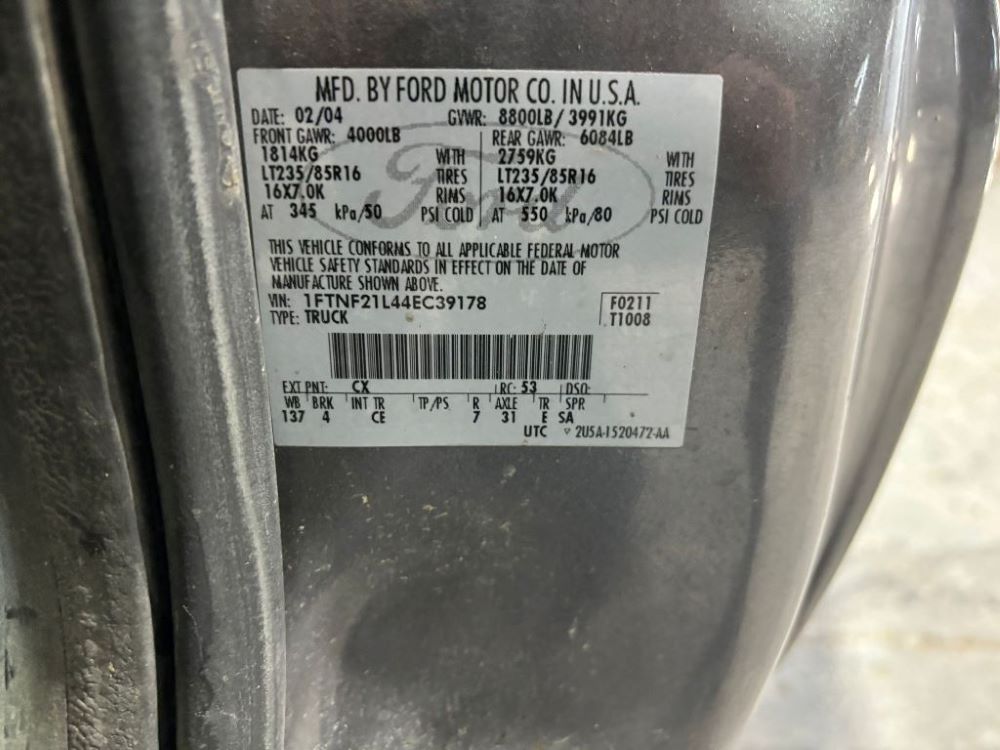 MFD. BY FORD MOTOR CO. IN U.S.A.
DATE: 02/04 GVWR: 8800LB/ 3991KG
FRONT GAWR: 4000LB REAR GAWR: 6084LB
1814KG WITH 2759KG WITH
LT235/85R16 TIRES LT235/85R16 TIRES
16X7.0K RIMS 16X7.0K RIMS
AT 345 kPa/50 PSI COLD AT 550 kPa/80 PSI COLD
Ford
THIS VEHICLE CONFORMS TO ALL APPLICABLE FEDERAL MOTOR
VEHICLE SAFETY STANDARDS IN EFFECT ON THE DATE OF
MANUFACTURE SHOWN ABOVE.
VIN: 1FTNF21L44EC39178 F0211
TYPE: TRUCK T1008
EXT PNT: CX RC: 53 DSO:
WB BRK INT TR TP/PS R AXLE TR SPR
137 4 CE 7 31 E SA
UTC 2U5A-1520472-AA